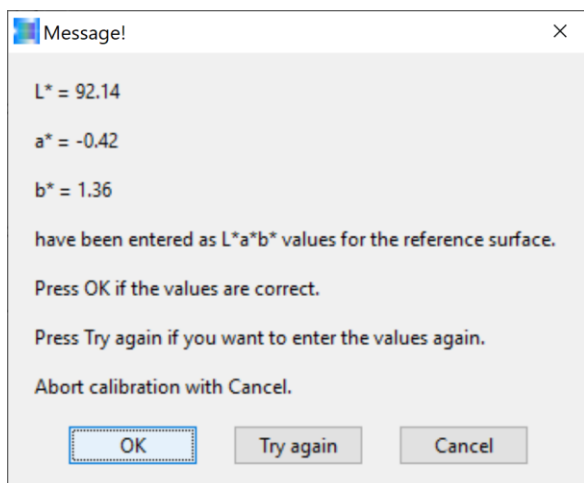 Message!
L* = 92.14
a* = -0.42
b* = 1.36
have been entered as L*a*b* values for the reference surface.
Press OK if the values are correct.
Press Try again if you want to enter the values again.
Abort calibration with Cancel.
OK Try again Cancel